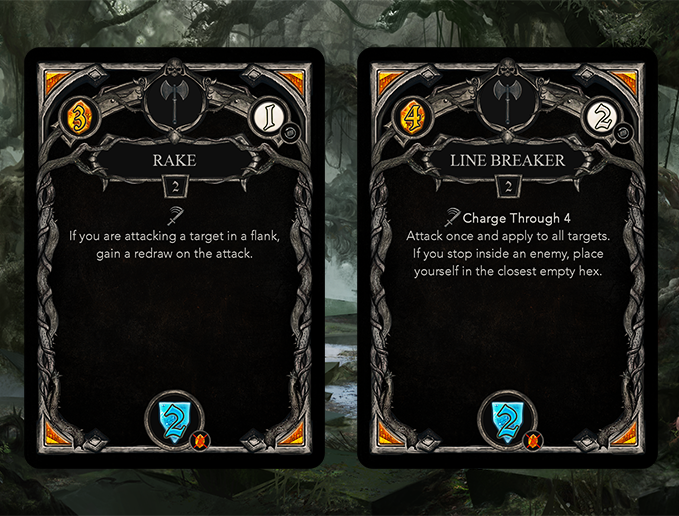 3
1
RAKE
2
If you are attacking a target in a flank,
gain a redraw on the attack.
2
4
2
LINE BREAKER
2
Charge Through 4
Attack once and apply to all targets.
If you stop inside an enemy, place
yourself in the closest empty hex.
2